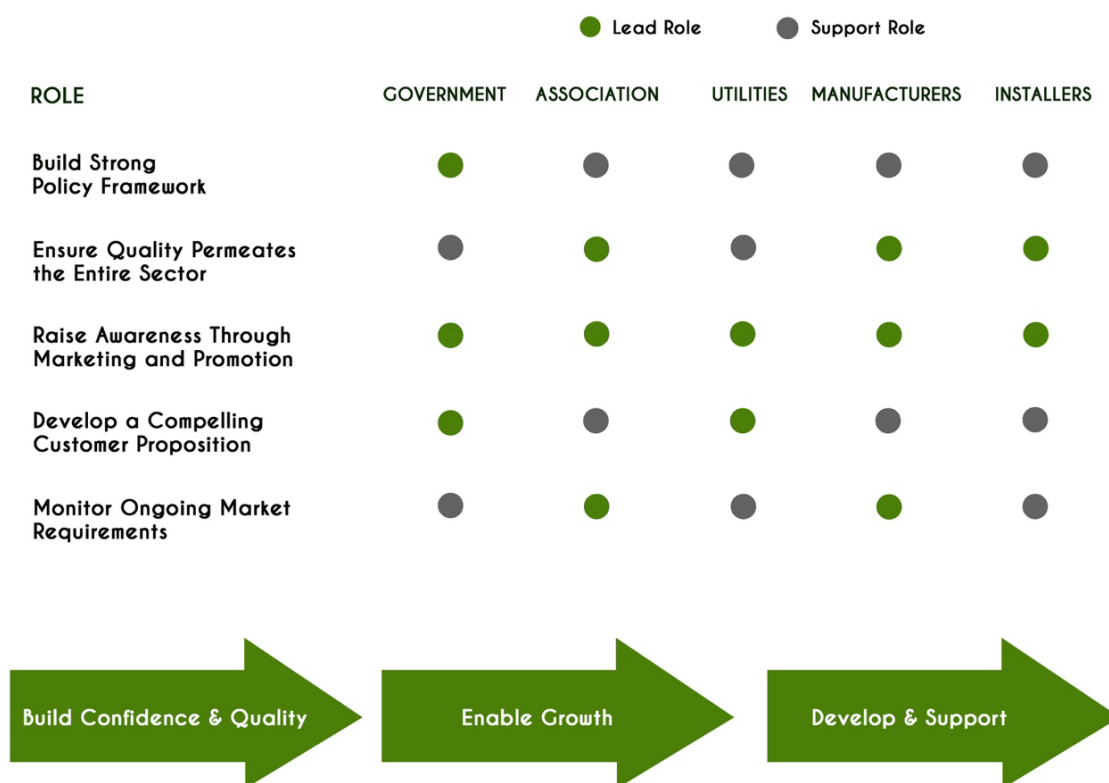 Lead Role Support Role
ROLE GOVERNMENT ASSOCIATION UTILITIES MANUFACTURERS INSTALLERS
Build Strong
Policy Framework
Ensure Quality Permeates
the Entire Sector
Raise Awareness Through
Marketing and Promotion
Develop a Compelling
Customer Proposition
Monitor Ongoing Market
Requirements
Build Confidence & Quality Enable Growth Develop & Support